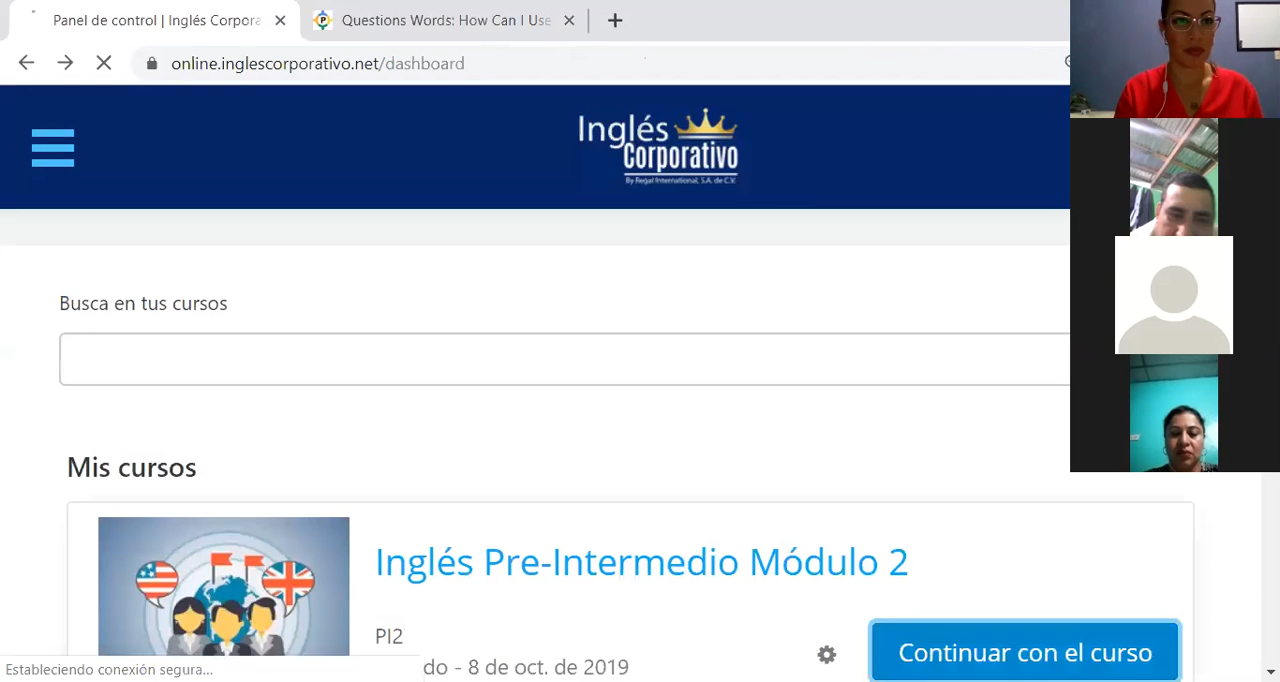 Panel de control | Inglés Corpora
Questions Words: How Can I Use
online.inglescorporativo.net/dashboard
Inglés
Corporativo
By Regal International, S.A. de C.V.
Busca en tus cursos
Mis cursos
Inglés Pre-Intermedio Módulo 2
PI2
do - 8 de oct. de 2019
Continuar con el curso
Estableciendo conexión segura...